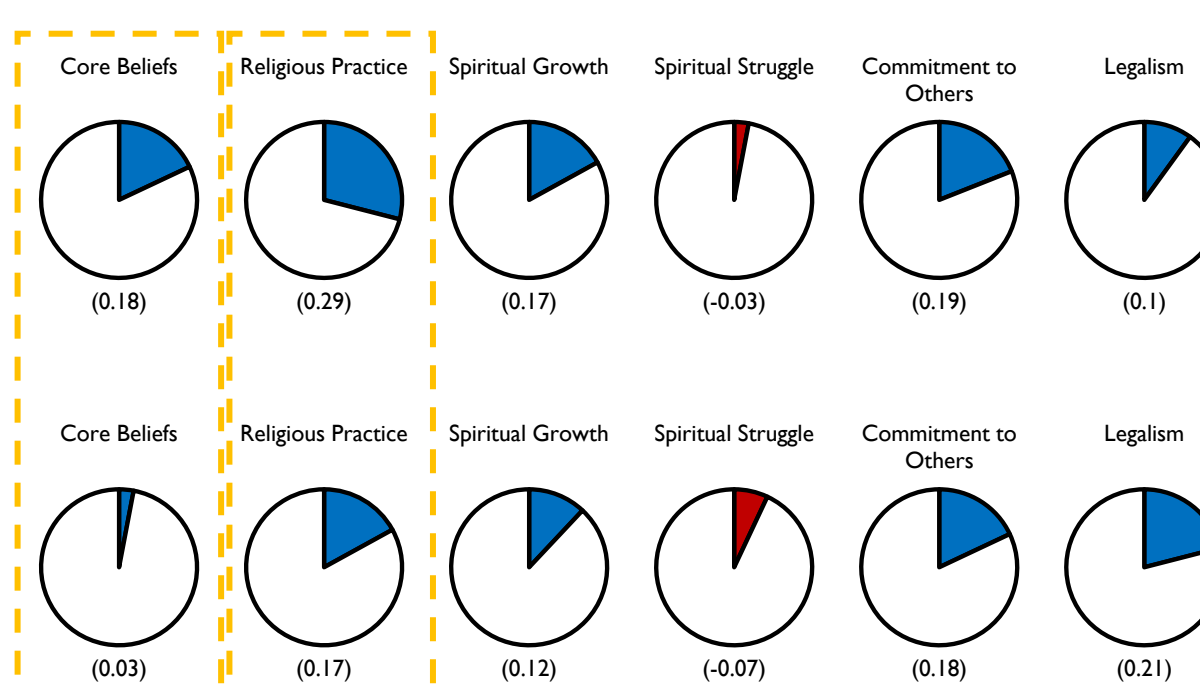 Core Beliefs
Religious Practice
Spiritual Growth
Spiritual Struggle
Commitment to
Others
Legalism
(0.18)
(0.29)
(0.17)
(-0.03)
(0.19)
(0.1)
Core Beliefs
Religious Practice
Spiritual Growth
Spiritual Struggle
Commitment to
Others
Legalism
(0.03)
(0.17)
(0.12)
(-0.07)
(0.18)
(0.21)